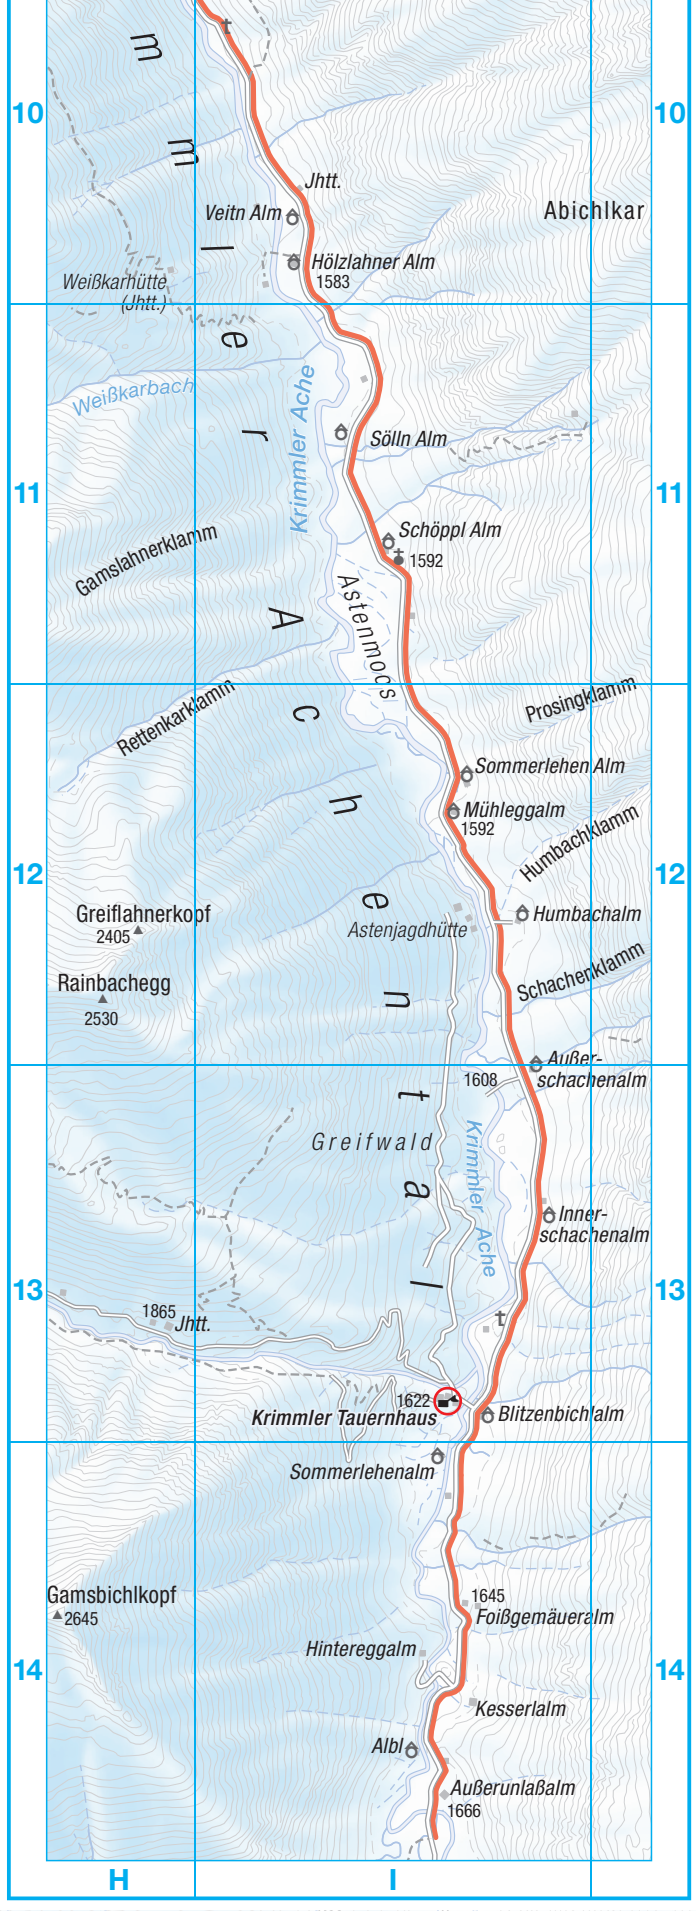 m
10
10
m
Jhtt.
Veitn Alm
Abichlkar
l
Hölzlahner Alm
1583
Weißkarhütte
(Jhtt.)
e
Weißkarbach
Krimmler Ache
r
Sölln Alm
11
11
Schöppl Alm
1592
Gamslahnerklamm
Astenmoos
A
Rettenkarklamm
Prosingklamm
c
Sommerlehen Alm
h
Mühleggalm
1592
Humbachklamm
12
12
e
Greiflahnerkopf
2405
Humbachalm
Astenjagdhütte
Schachenklamm
Rainbachegg
2530
n
Außer-
schachenalm
1608
t
Greifwald
Krimmler Ache
a
Inner-
schachenalm
13
13
l
1865
Jhtt.
1622
Krimmler Tauernhaus
Blitzenbichlalm
Sommerlehenalm
Gamsbichlkopf
2645
1645
Foißgemäueralm
Hintereggalm
14
14
Kesserlalm
Albl
Außerunlaßalm
1666
H
I